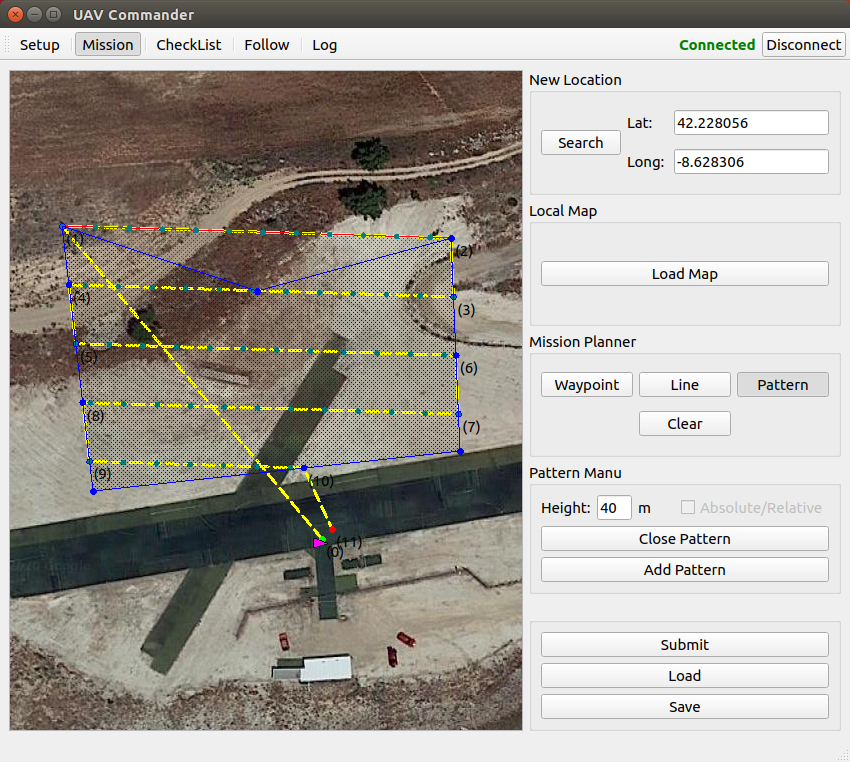 UAV Commander
Setup Mission CheckList Follow Log Connected Disconnect
New Location
Search Lat: 42.228056
Long: -8.628306
Local Map
Load Map
Mission Planner
Waypoint Line Pattern
Clear
Pattern Manu
Height: 40 m Absolute/Relative
Close Pattern
Add Pattern
Submit
Load
Save
(1)
(2)
(4)
(3)
(5)
(6)
(8)
(7)
(9)
(10)
(11)
(0)
Google